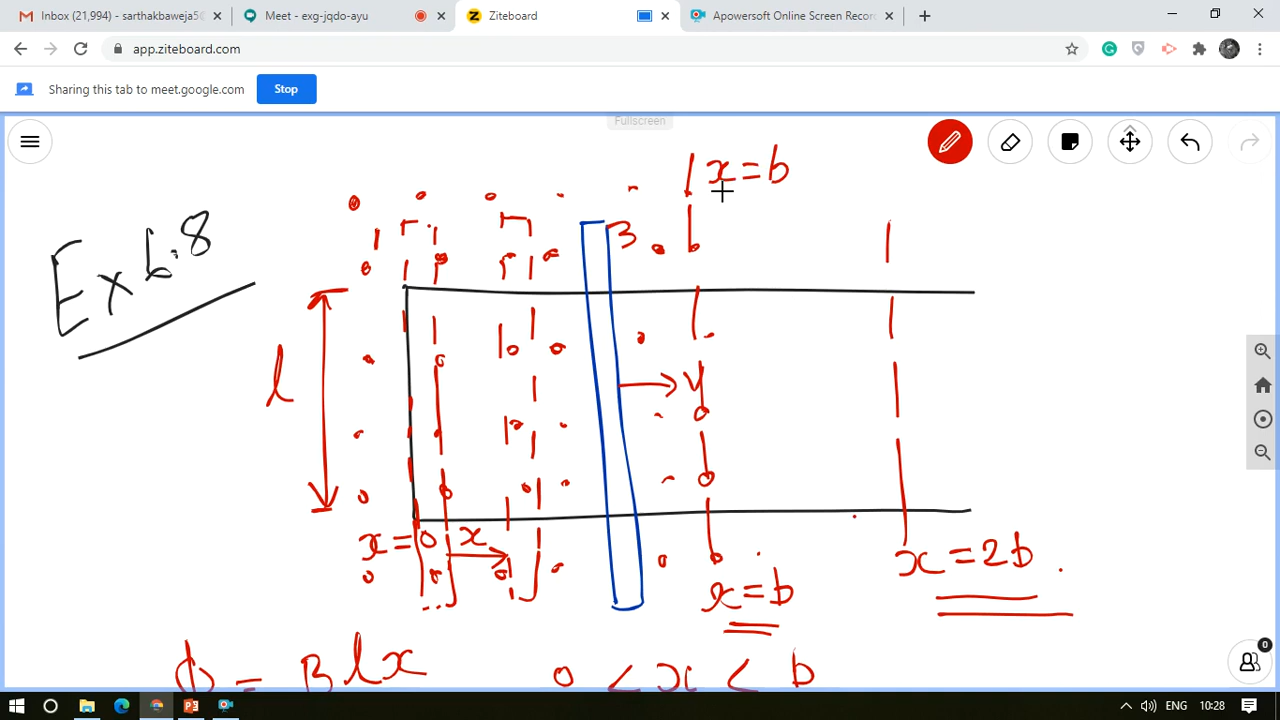 Inbox (21,994) - sarthakbaweja5
Meet - exg-jqdo-ayu
Ziteboard
Apowersoft Online Screen Recor
app.ziteboard.com
Sharing this tab to meet.google.com
Stop
Fullscreen
x = b
Ex 6.8
l
v
x = 0
x
x = b
x = 2b
0
ϕ = Blx 0 < x < b
ENG
10:28